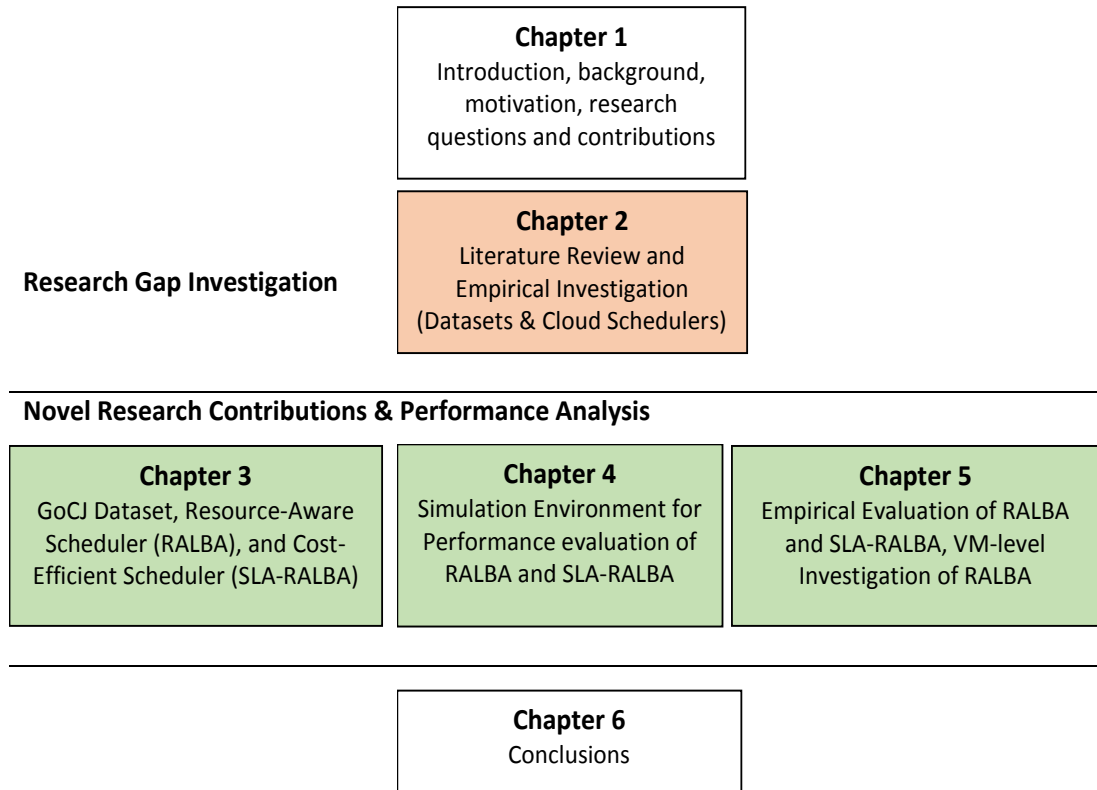 Chapter 1
Introduction, background,
motivation, research
questions and contributions
Research Gap Investigation
Chapter 2
Literature Review and
Empirical Investigation
(Datasets & Cloud Schedulers)
Novel Research Contributions & Performance Analysis
Chapter 3
GoCJ Dataset, Resource-Aware
Scheduler (RALBA), and Cost-
Efficient Scheduler (SLA-RALBA)
Chapter 4
Simulation Environment for
Performance evaluation of
RALBA and SLA-RALBA
Chapter 5
Empirical Evaluation of RALBA
and SLA-RALBA, VM-level
Investigation of RALBA
Chapter 6
Conclusions